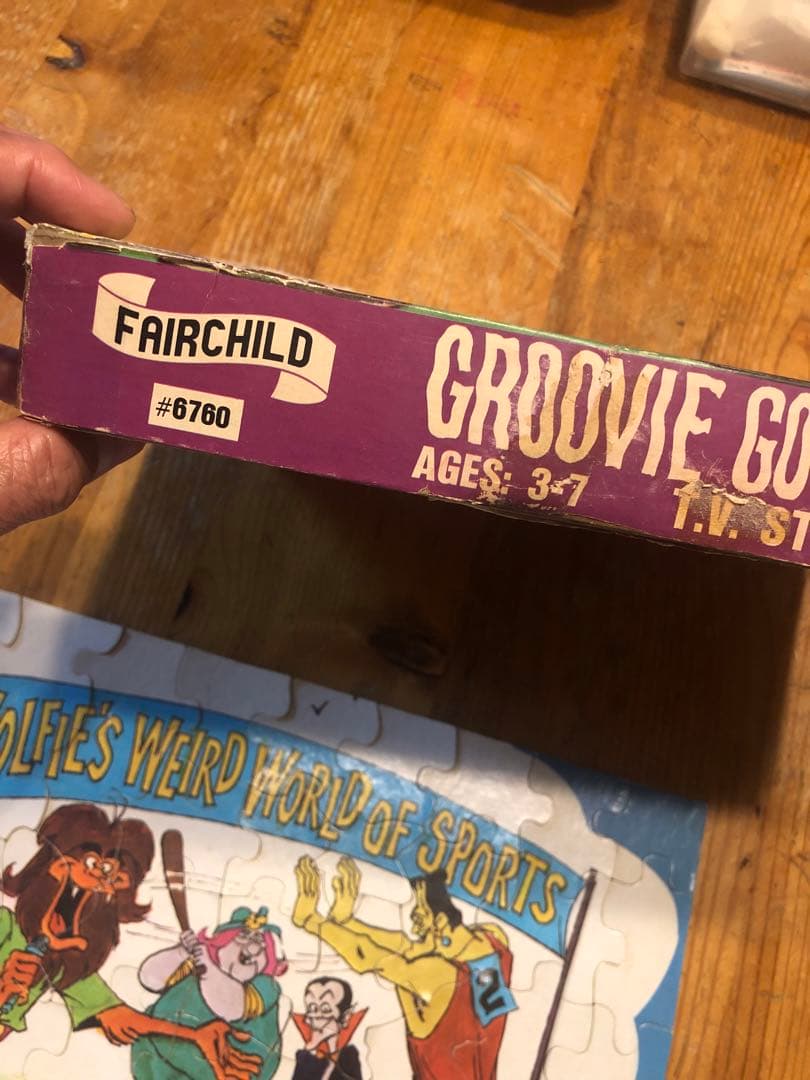 FAIRCHILD
#6760
GROOVIE GO
AGES: 3-7
T.V. ST
OLFIE'S WEIRD WORLD OF SPORTS
2